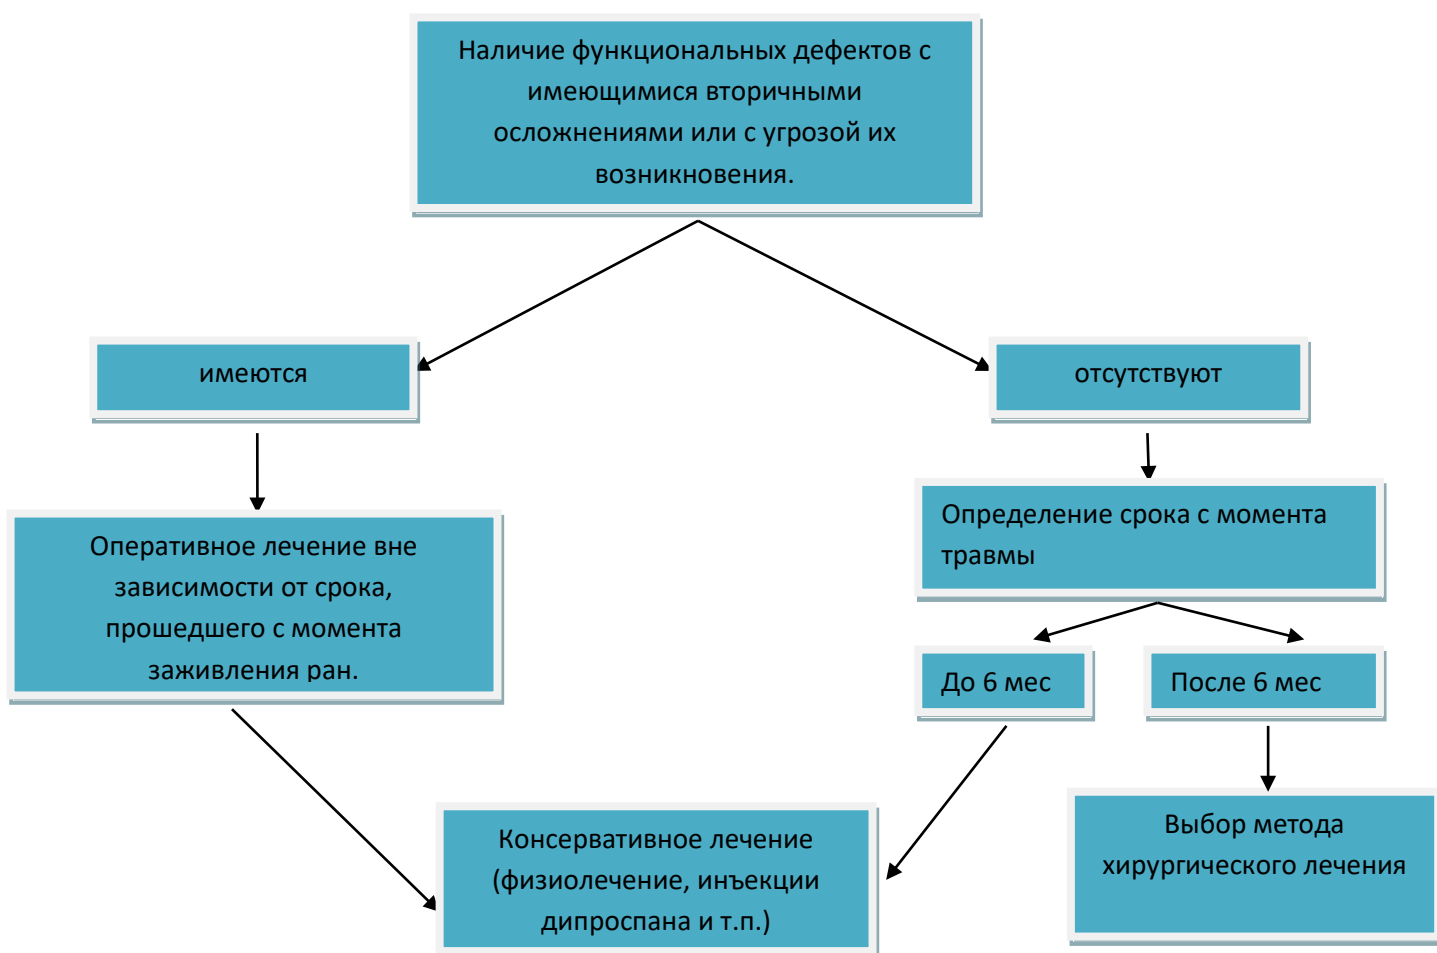 Наличие функциональных дефектов с
имеющимися вторичными
осложнениями или с угрозой их
возникновения.
имеются
отсутствуют
Оперативное лечение вне
зависимости от срока,
прошедшего с момента
заживления ран.
Определение срока с момента
травмы
До 6 мес
После 6 мес
Консервативное лечение
(физиолечение, инъекции
дипроспана и т.п.)
Выбор метода
хирургического лечения